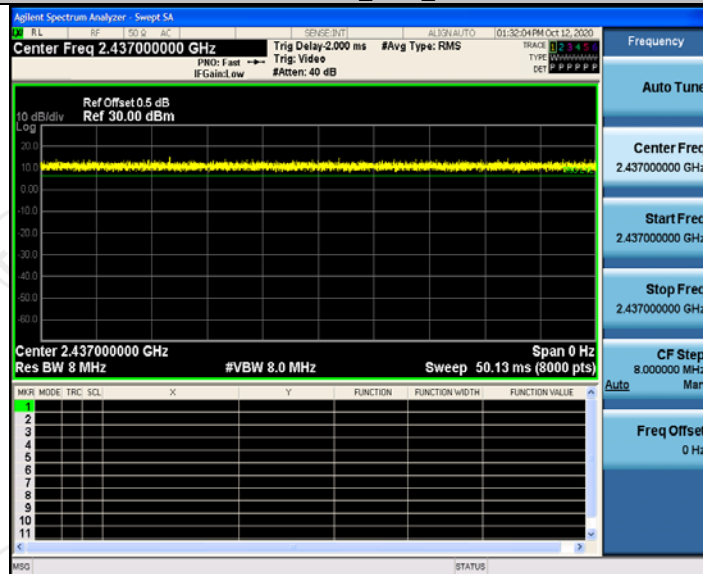 Agilent Spectrum Analyzer - Swept SA
RL RF 50 Ω AC SENSE:INT ALIGN AUTO 01:32:04 PM Oct 12, 2020
Center Freq 2.437000000 GHz
PNO: Fast
IFGain:Low
Trig Delay-2.000 ms
Trig: Video
#Atten: 40 dB
#Avg Type: RMS
TRACE 1 2 3 4 5 6
TYPE
DET P P P P P P
Ref Offset 0.5 dB
10 dB/div Ref 30.00 dBm
Log
20.0
10.0
0.00
-10.0
-20.0
-30.0
-40.0
-50.0
-60.0
Center 2.437000000 GHz Span 0 Hz
Res BW 8 MHz #VBW 8.0 MHz Sweep 50.13 ms (8000 pts)
MKR MODE TRC SCL X Y FUNCTION FUNCTION WIDTH FUNCTION VALUE
1
2
3
4
5
6
7
8
9
10
11
MSG STATUS
Frequency
Auto Tune
Center Freq
2.437000000 GHz
Start Freq
2.437000000 GHz
Stop Freq
2.437000000 GHz
CF Step
8.000000 MHz
Auto Man
Freq Offset
0 Hz